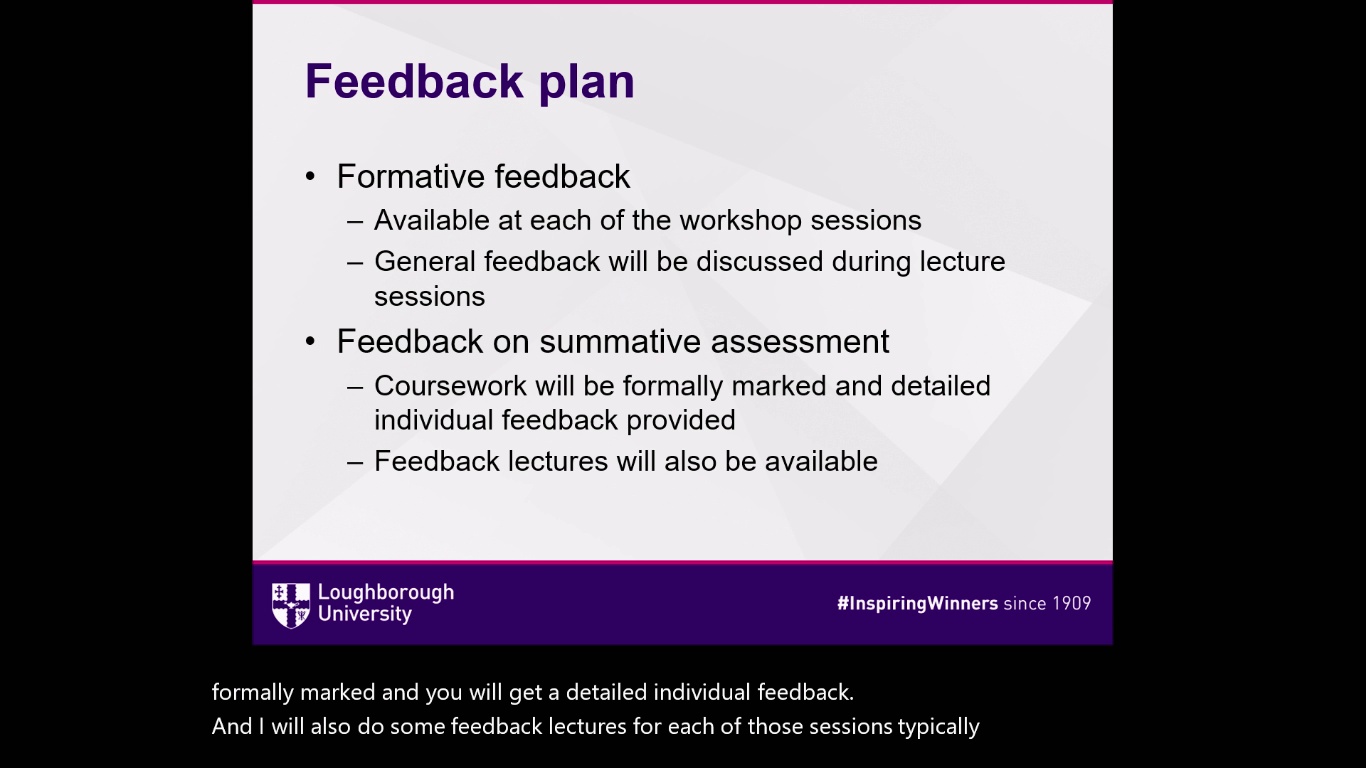 Feedback plan
• Formative feedback
– Available at each of the workshop sessions
– General feedback will be discussed during lecture
sessions
• Feedback on summative assessment
– Coursework will be formally marked and detailed
individual feedback provided
– Feedback lectures will also be available
Loughborough
University
#InspiringWinners since 1909
formally marked and you will get a detailed individual feedback.
And I will also do some feedback lectures for each of those sessions typically